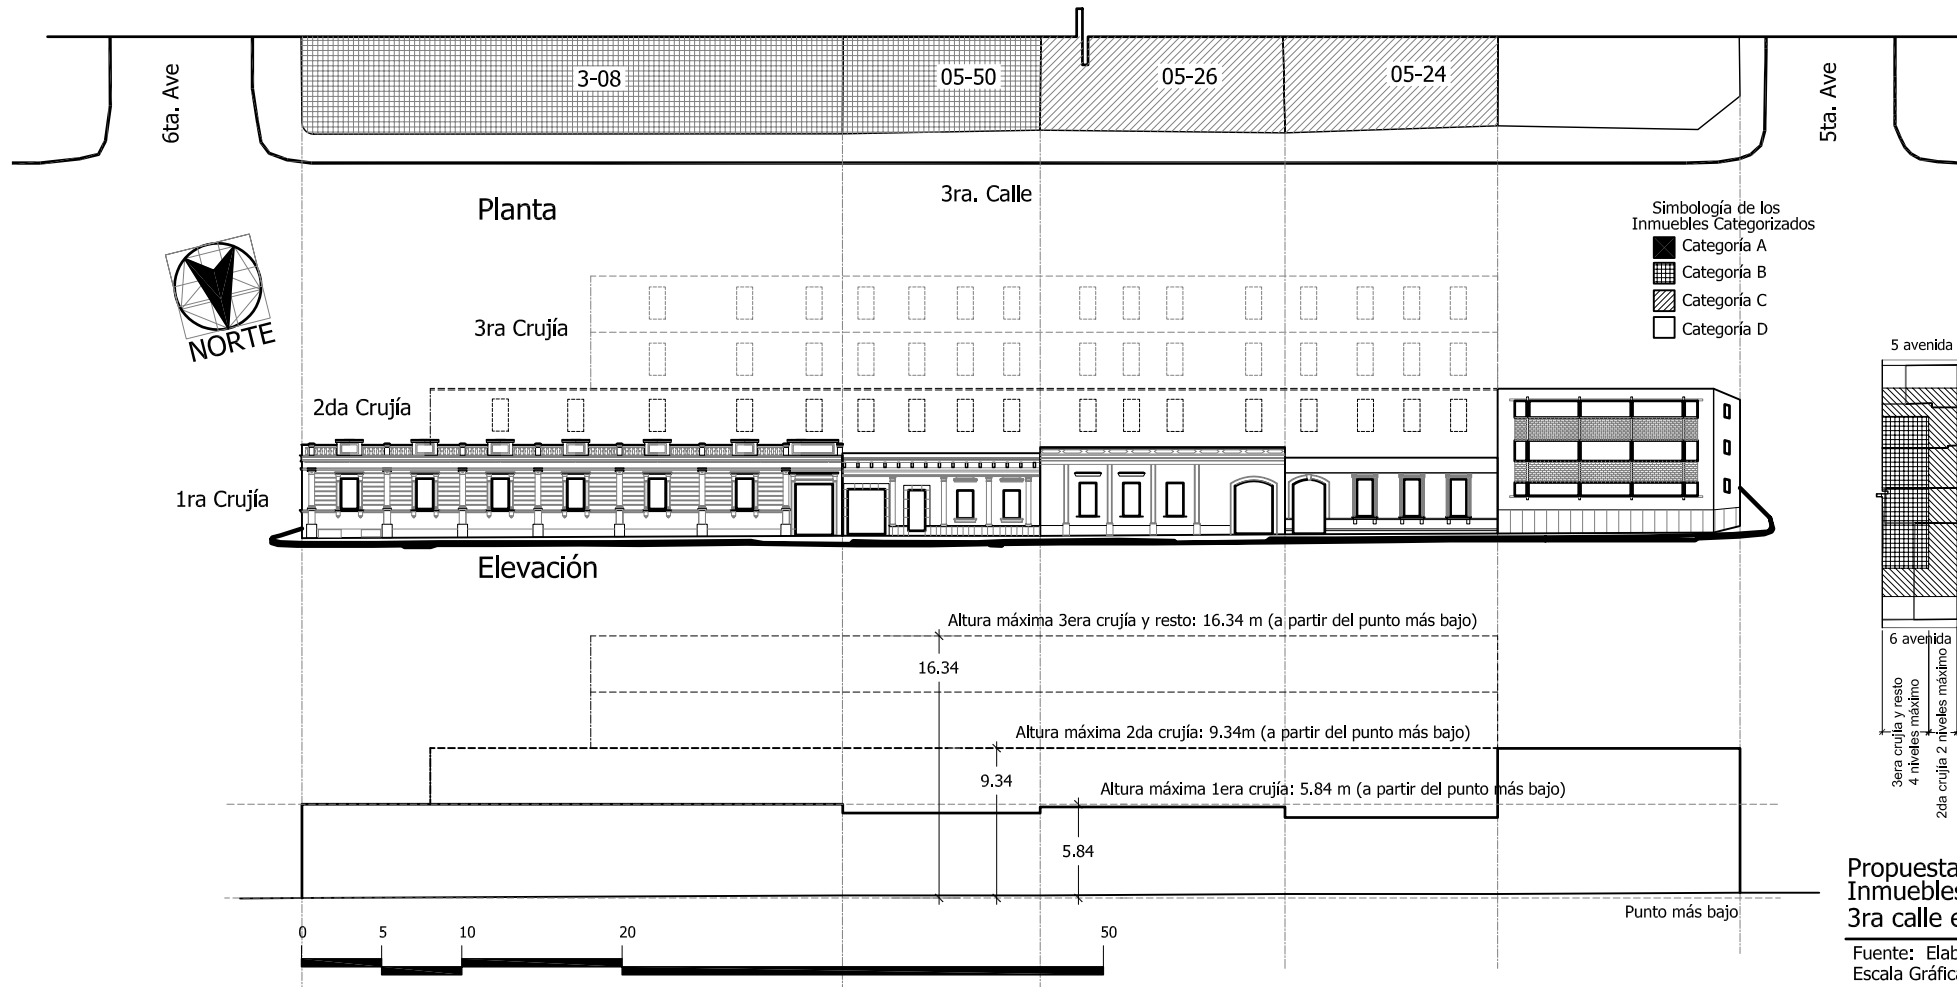 6ta. Ave
3-08
05-50
05-26
05-24
5ta. Ave
3ra. Calle
Planta
NORTE
Simbología de los
Inmuebles Categorizados
Categoría A
Categoría B
Categoría C
Categoría D
3ra Crujía
2da Crujía
1ra Crujía
Elevación
5 avenida
6 avenida
3era crujía y resto
4 niveles máximo
2da crujía 2 niveles máximo
Altura máxima 3era crujía y resto: 16.34 m (a partir del punto más bajo)
16.34
Altura máxima 2da crujía: 9.34m (a partir del punto más bajo)
9.34
Altura máxima 1era crujía: 5.84 m (a partir del punto más bajo)
5.84
Punto más bajo
0 5 10 20 50
Propuesta
Inmuebles
3ra calle e
Fuente: Elab
Escala Gráfica